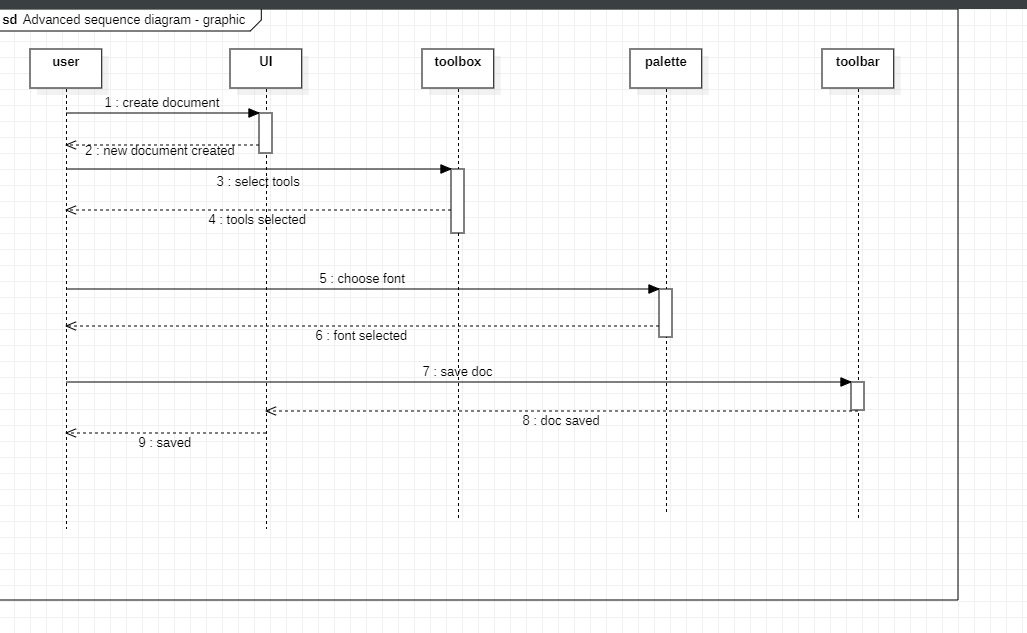 sd Advanced sequence diagram - graphic
user
UI
toolbox
palette
toolbar
1 : create document
2 : new document created
3 : select tools
4 : tools selected
5 : choose font
6 : font selected
7 : save doc
8 : doc saved
9 : saved